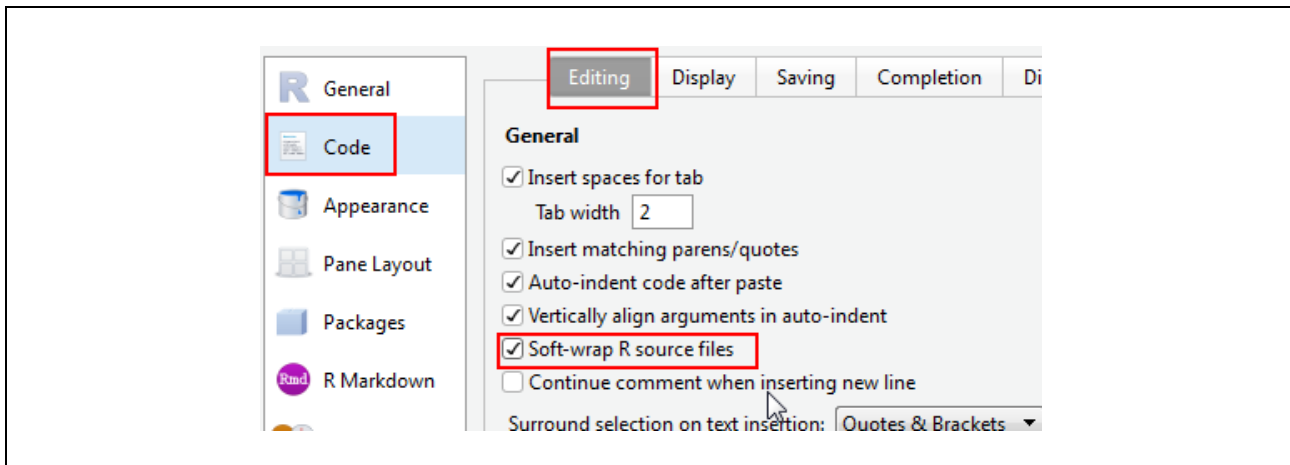 General
Code
Appearance
Pane Layout
Packages
Rmd R Markdown
Editing Display Saving Completion Di
General
Insert spaces for tab
Tab width 2
Insert matching parens/quotes
Auto-indent code after paste
Vertically align arguments in auto-indent
Soft-wrap R source files
Continue comment when inserting new line
Surround selection on text insertion: Quotes & Brackets